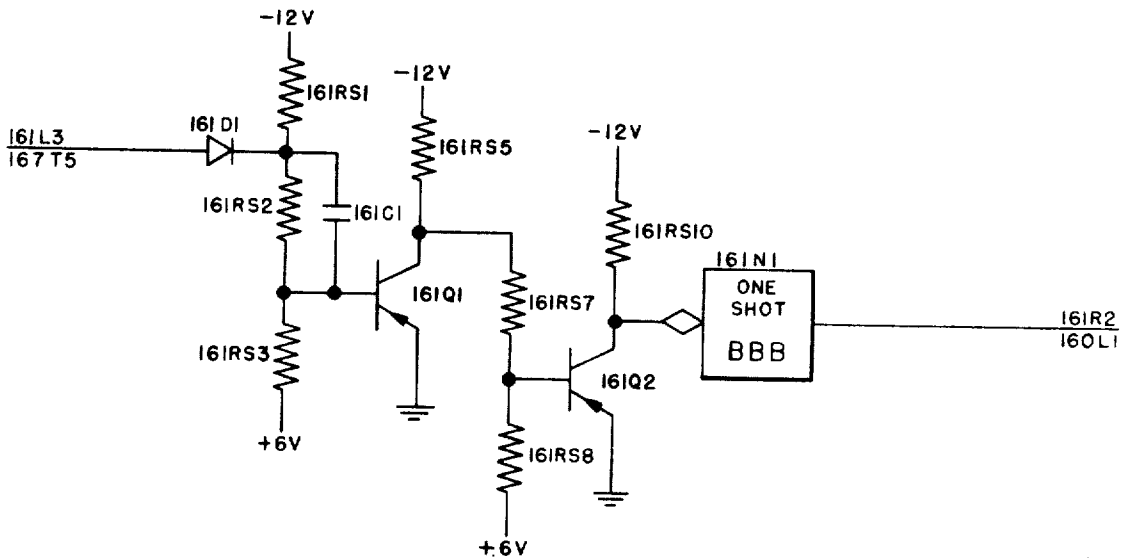 -12V
161RS1
-12V
161D1
161L3
167T5
161RS5
-12V
161RS2
161C1
161RS10
161N1
ONE
SHOT
BBB
161Q1
161RS7
161R2
160L1
161RS3
161Q2
+6V
161RS8
+6V